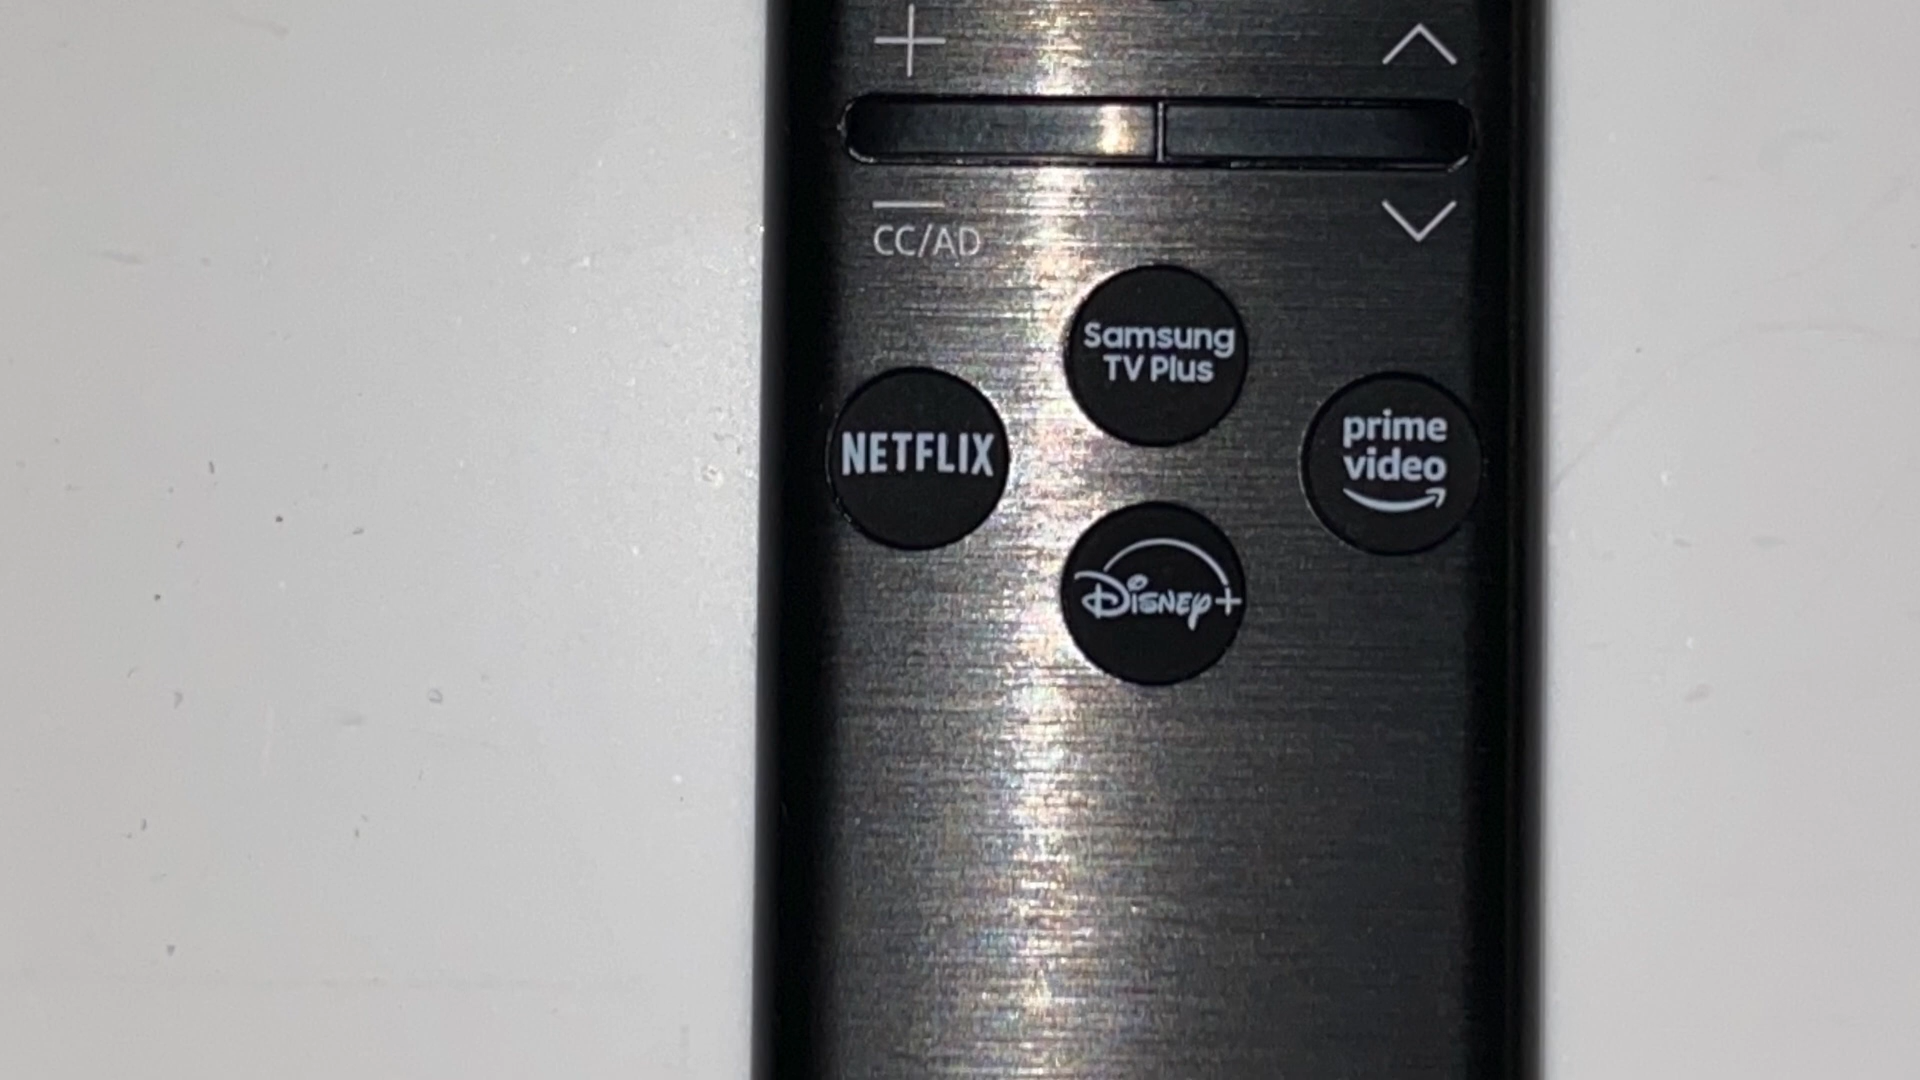 CC/AD
Samsung
TV Plus
NETFLIX
prime
video
Disney+